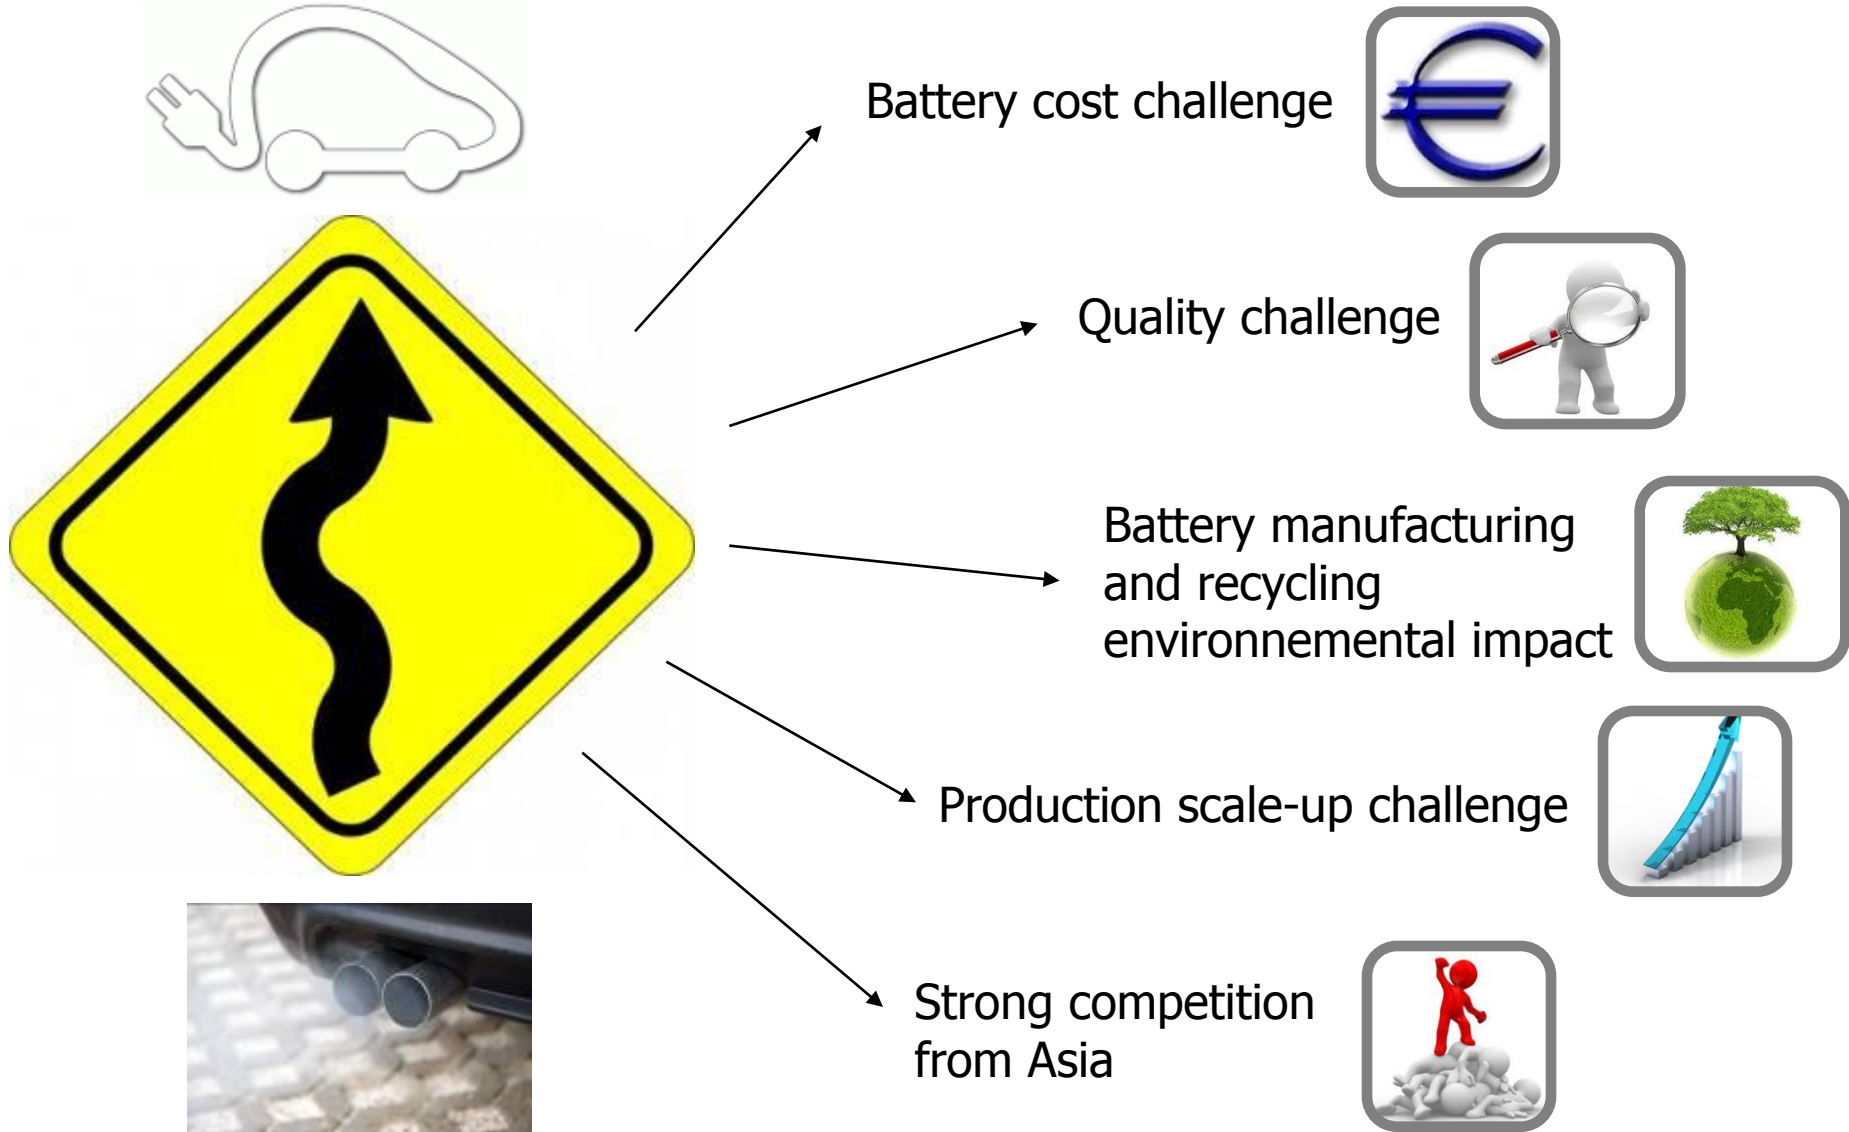 Battery cost challenge
Quality challenge
Battery manufacturing
and recycling
environnemental impact
Production scale-up challenge
Strong competition
from Asia